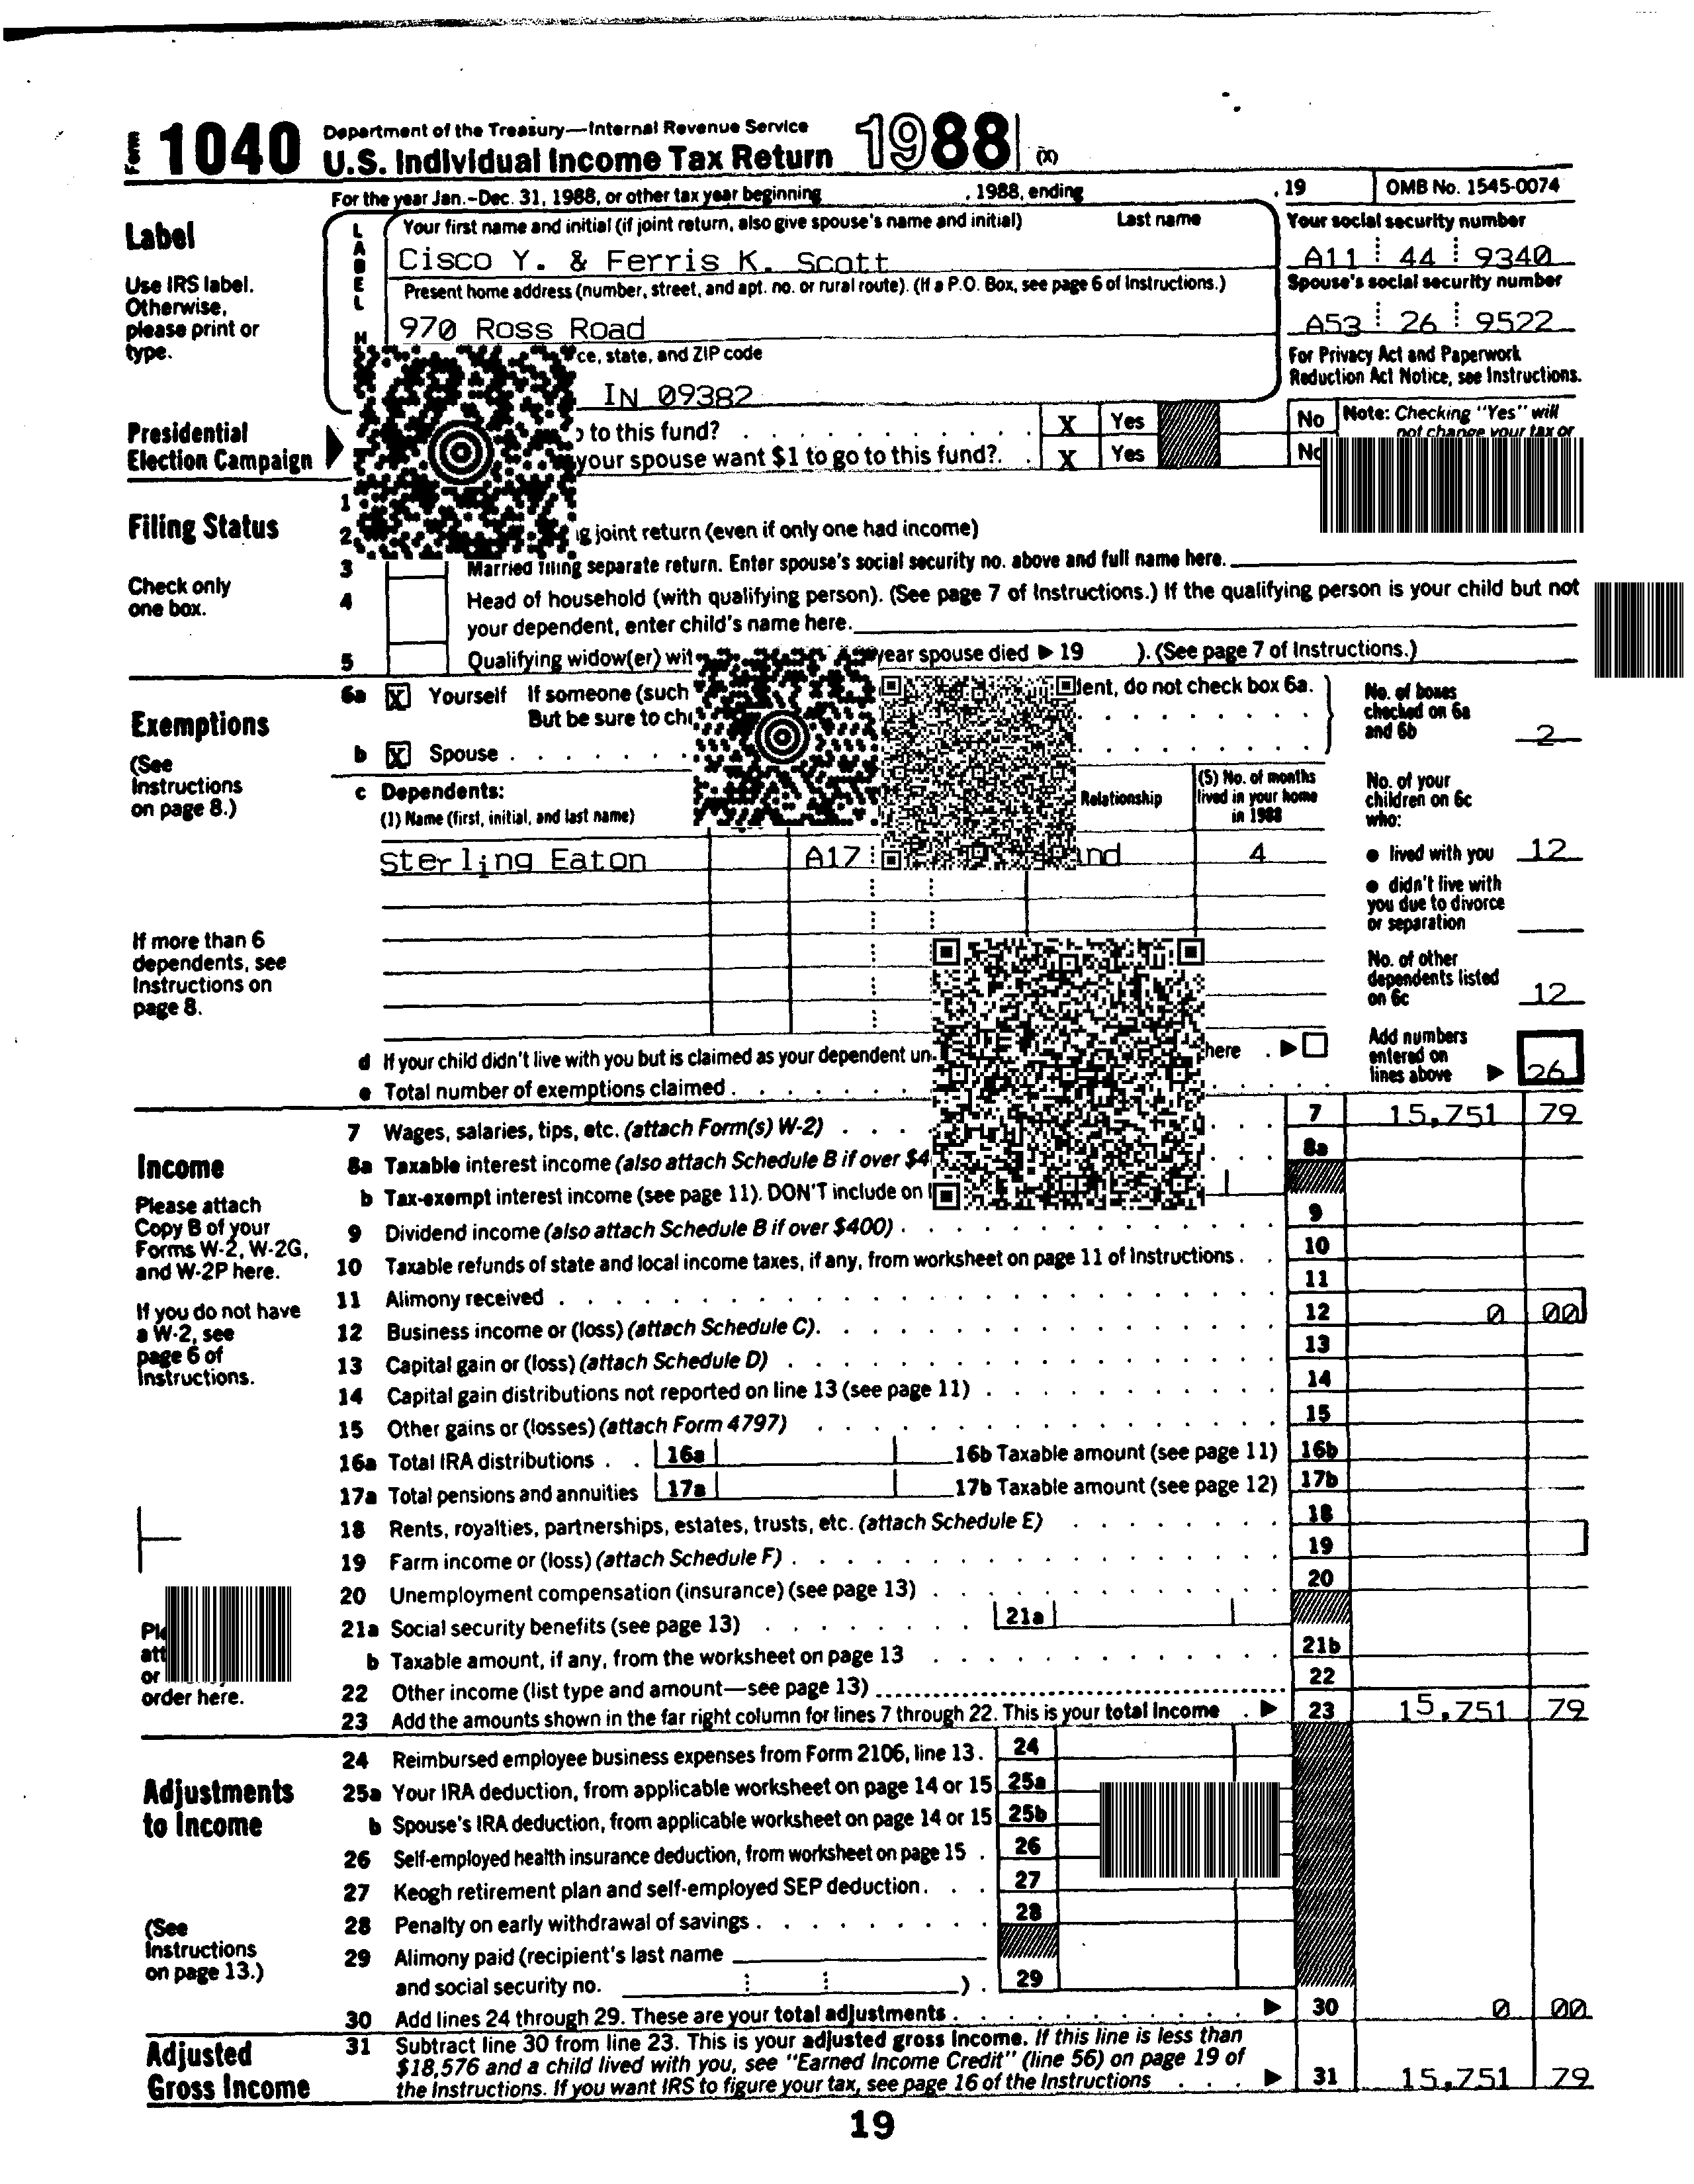 Form 1040 Department of the Treasury—Internal Revenue Service
U.S. Individual Income Tax Return 1988 (X)
For the year Jan.-Dec. 31, 1988, or other tax year beginning , 1988, ending , 19 OMB No. 1545-0074
Label
Use IRS label.
Otherwise,
please print or
type.
L
A
B
E
L
H
Your first name and initial (if joint return, also give spouse's name and initial) Last name
Cisco Y. & Ferris K. Scott
Present home address (number, street, and apt. no. or rural route). (If a P.O. Box, see page 6 of Instructions.)
970 Ross Road
state, and ZIP code
IN 09382
Your social security number
A11 44 9340
Spouse's social security number
A53 26 9522
For Privacy Act and Paperwork
Reduction Act Notice, see Instructions.
Presidential
Election Campaign
to this fund? X Yes No
your spouse want $1 to go to this fund? X Yes
Note: Checking "Yes" will
not change your tax or
Filing Status
Check only
one box.
1
2 joint return (even if only one had income)
3 Married filing separate return. Enter spouse's social security no. above and full name here.
4 Head of household (with qualifying person). (See page 7 of Instructions.) If the qualifying person is your child but not
your dependent, enter child's name here.
5 Qualifying widow(er) year spouse died ▶ 19 ). (See page 7 of Instructions.)
Exemptions
(See
Instructions
on page 8.)
If more than 6
dependents, see
Instructions on
page 8.
6a X Yourself If someone (such do not check box 6a.
But be sure to
b X Spouse
c Dependents:
(1) Name (first, initial, and last name)
Relationship
(5) No. of months
lived in your home
in 1988
Sterling Eaton A17 4
d If your child didn't live with you but is claimed as your dependent here ▶
e Total number of exemptions claimed
No. of boxes
checked on 6a
and 6b 2
No. of your
children on 6c
who:
● lived with you 12
● didn't live with
you due to divorce
or separation
No. of other
dependents listed
on 6c 12
Add numbers
entered on
lines above ▶ 26
Income
Please attach
Copy B of your
Forms W-2, W-2G,
and W-2P here.
If you do not have
a W-2, see
page 6 of
Instructions.
or
order here.
7 Wages, salaries, tips, etc. (attach Form(s) W-2) 7 15,751 79
8a Taxable interest income (also attach Schedule B if over 8a
b Tax-exempt interest income (see page 11). DON'T include on
9 Dividend income (also attach Schedule B if over $400) 9
10 Taxable refunds of state and local income taxes, if any, from worksheet on page 11 of Instructions 10
11 Alimony received 11
12 Business income or (loss) (attach Schedule C) 12 0 00
13 Capital gain or (loss) (attach Schedule D) 13
14 Capital gain distributions not reported on line 13 (see page 11) 14
15 Other gains or (losses) (attach Form 4797) 15
16a Total IRA distributions 16a 16b Taxable amount (see page 11) 16b
17a Total pensions and annuities 17a 17b Taxable amount (see page 12) 17b
18 Rents, royalties, partnerships, estates, trusts, etc. (attach Schedule E) 18
19 Farm income or (loss) (attach Schedule F) 19
20 Unemployment compensation (insurance) (see page 13) 20
21a Social security benefits (see page 13) 21a
b Taxable amount, if any, from the worksheet on page 13 21b
22 Other income (list type and amount—see page 13) 22
23 Add the amounts shown in the far right column for lines 7 through 22. This is your total income ▶ 23 15,751 79
Adjustments
to Income
(See
Instructions
on page 13.)
24 Reimbursed employee business expenses from Form 2106, line 13. 24
25a Your IRA deduction, from applicable worksheet on page 14 or 15 25a
b Spouse's IRA deduction, from applicable worksheet on page 14 or 15 25b
26 Self-employed health insurance deduction, from worksheet on page 15 26
27 Keogh retirement plan and self-employed SEP deduction 27
28 Penalty on early withdrawal of savings 28
29 Alimony paid (recipient's last name
and social security no. ) 29
30 Add lines 24 through 29. These are your total adjustments ▶ 30 0 00
Adjusted
Gross Income
31 Subtract line 30 from line 23. This is your adjusted gross income. If this line is less than
$18,576 and a child lived with you, see "Earned Income Credit" (line 56) on page 19 of
the Instructions. If you want IRS to figure your tax, see page 16 of the Instructions ▶ 31 15,751 79
19